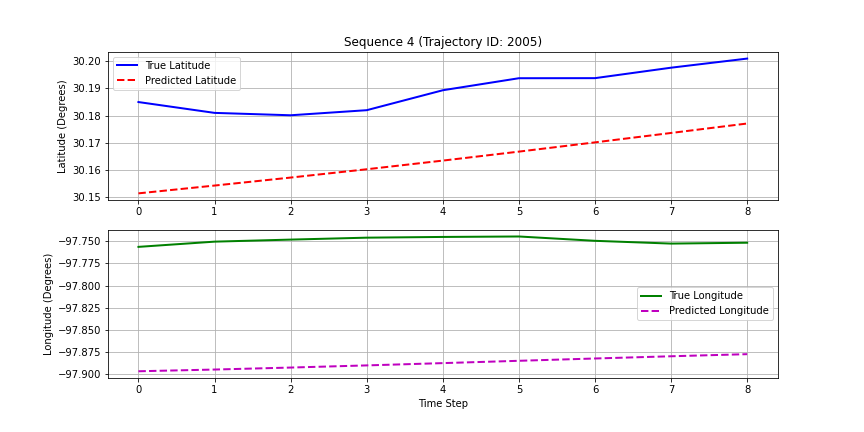 Sequence 4 (Trajectory ID: 2005)
Latitude (Degrees)
30.20
30.19
30.18
30.17
30.16
30.15
True Latitude
Predicted Latitude
0 1 2 3 4 5 6 7 8
Longitude (Degrees)
−97.750
−97.775
−97.800
−97.825
−97.850
−97.875
−97.900
True Longitude
Predicted Longitude
0 1 2 3 4 5 6 7 8
Time Step